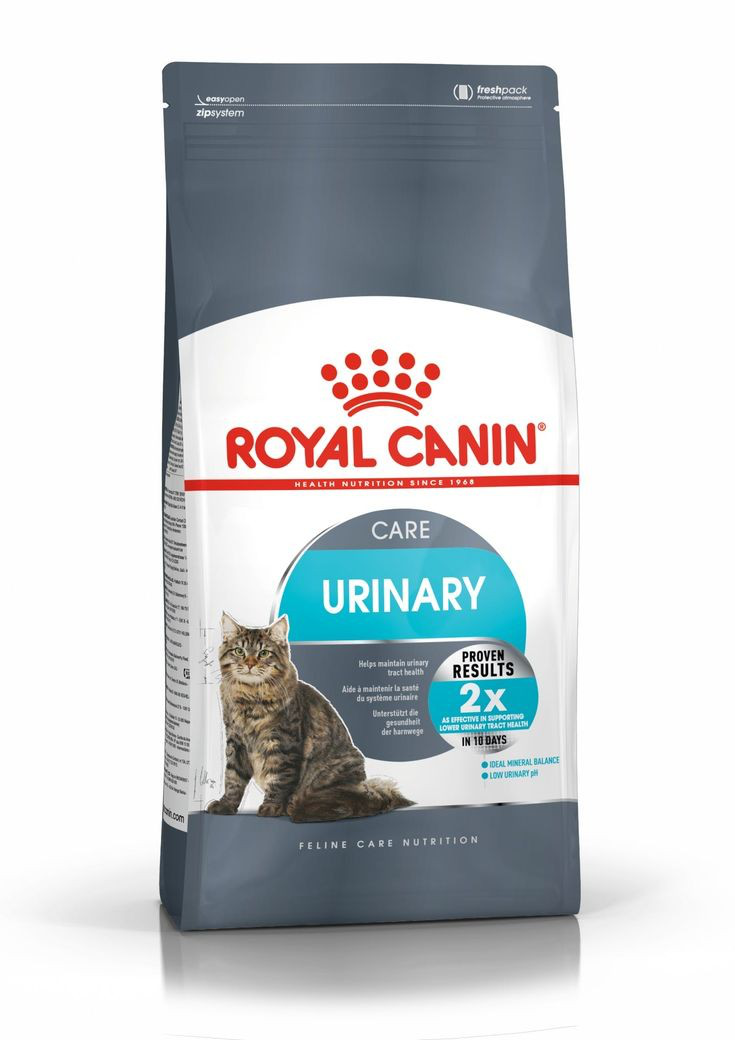 easyopen
zipsystem
freshpack
Protective atmosphere
ROYAL CANIN®
HEALTH NUTRITION SINCE 1968
CARE
URINARY
Helps maintain urinary
tract health
Aide à maintenir la santé
du système urinaire
Unterstützt die
gesundheit
der harnwege
PROVEN
RESULTS
2x
AS EFFECTIVE IN SUPPORTING
LOWER URINARY TRACT HEALTH
IN 10 DAYS
IDEAL MINERAL BALANCE
LOW URINARY pH
FELINE CARE NUTRITION